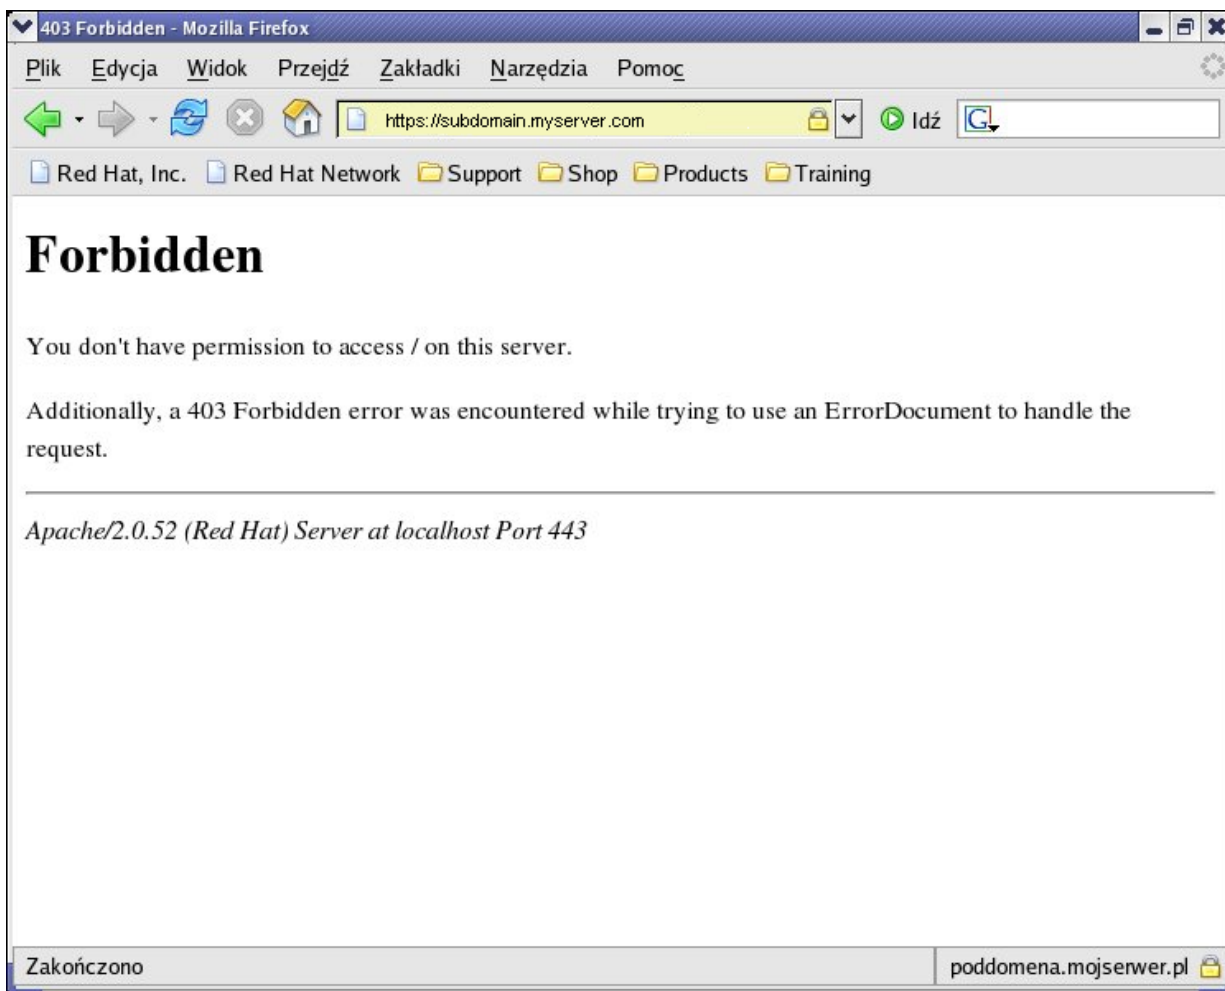 403 Forbidden - Mozilla Firefox
Plik Edycja Widok Przejdź Zakładki Narzędzia Pomoc
https://subdomain.myserver.com Idź G
Red Hat, Inc. Red Hat Network Support Shop Products Training
Forbidden
You don't have permission to access / on this server.
Additionally, a 403 Forbidden error was encountered while trying to use an ErrorDocument to handle the
request.
Apache/2.0.52 (Red Hat) Server at localhost Port 443
Zakończono poddomena.mojserwer.pl